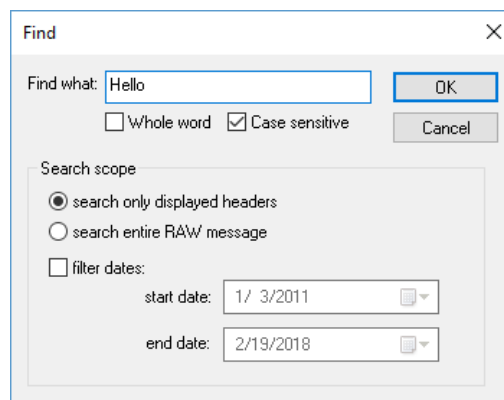 Find
Find what: Hello OK
Whole word Case sensitive Cancel
Search scope
search only displayed headers
search entire RAW message
filter dates:
start date: 1/ 3/2011
end date: 2/19/2018